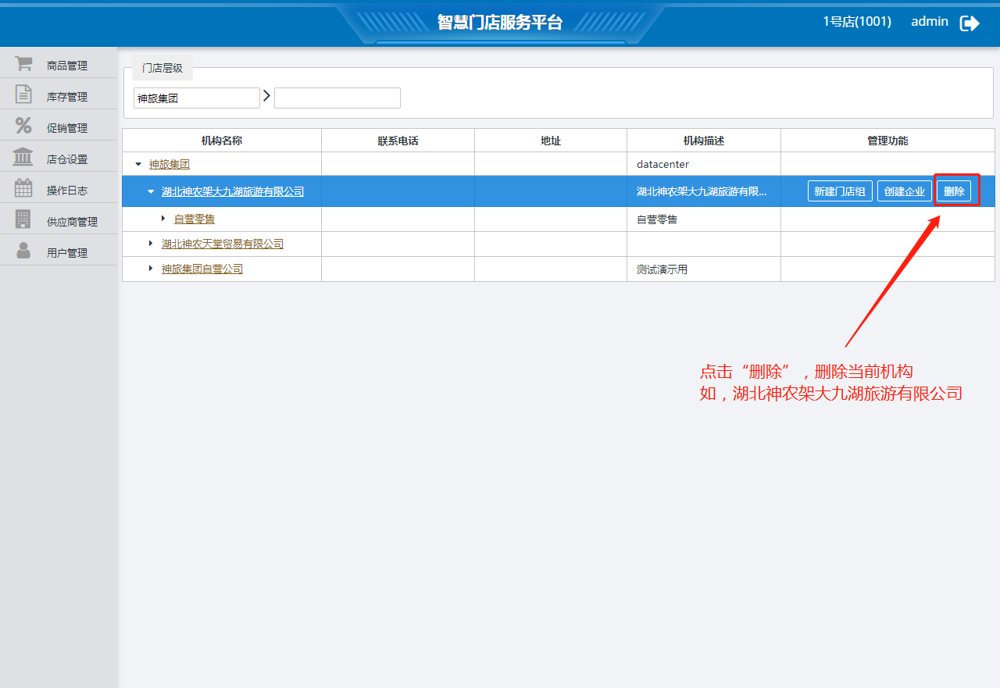 智慧门店服务平台
1号店(1001) admin
商品管理
库存管理
促销管理
店仓设置
操作日志
供应商管理
用户管理
门店层级
神旅集团
机构名称 联系电话 地址 机构描述 管理功能
神旅集团 datacenter
湖北神农架大九湖旅游有限公司 湖北神农架大九湖旅游有限... 新建门店组 创建企业 删除
自营零售 自营零售
湖北神农天堂贸易有限公司
神旅集团自营公司 测试演示用
点击“删除”，删除当前机构
如，湖北神农架大九湖旅游有限公司